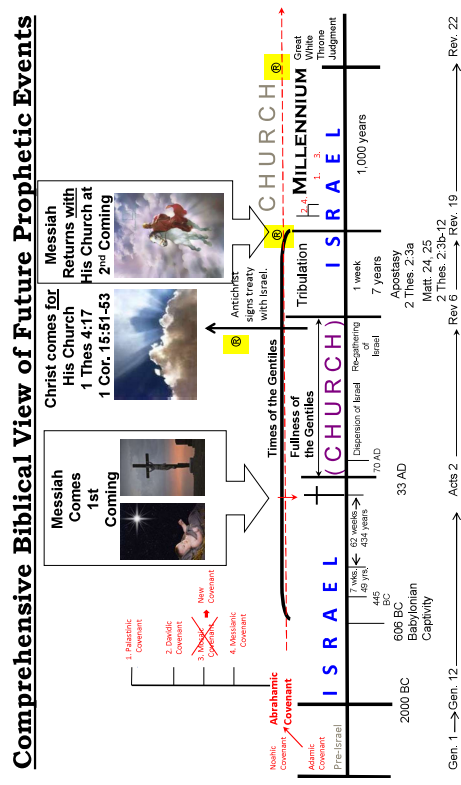 Comprehensive Biblical View of Future Prophetic Events
Messiah
Comes
1st
Coming
Christ comes for
His Church
1 Thes 4:17
1 Cor. 15:51-53
Messiah
Returns with
His Church at
2nd Coming
1. Palastinic
Covenant
2. Davidic
Covenant
3. Mosaic
Covenant
New
Covenant
4. Messianic
Covenant
Abrahamic
Covenant
Noahic
Covenant
Adamic
Covenant
Pre-Israel
Times of the Gentiles
Fullness of
the Gentiles
®
Antichrist
signs treaty
with Israel.
®
®
CHURCH
Tribulation
2. 4.
1. 3.
MILLENNIUM
Great
White
Throne
Judgment
ISRAEL
(CHURCH)
ISRAEL
7 wks.
49 yrs.
62 weeks
434 years
Dispersion of Israel
Re-gathering
of
Israel
1 week
7 years
1,000 years
2000 BC
606 BC
Babylonian
Captivity
445
BC
33 AD
70 AD
Apostasy
2 Thes. 2:3a
Matt. 24, 25
2 Thes. 2:3b-12
Gen. 1
Gen. 12
Acts 2
Rev 6
Rev. 19
Rev. 22